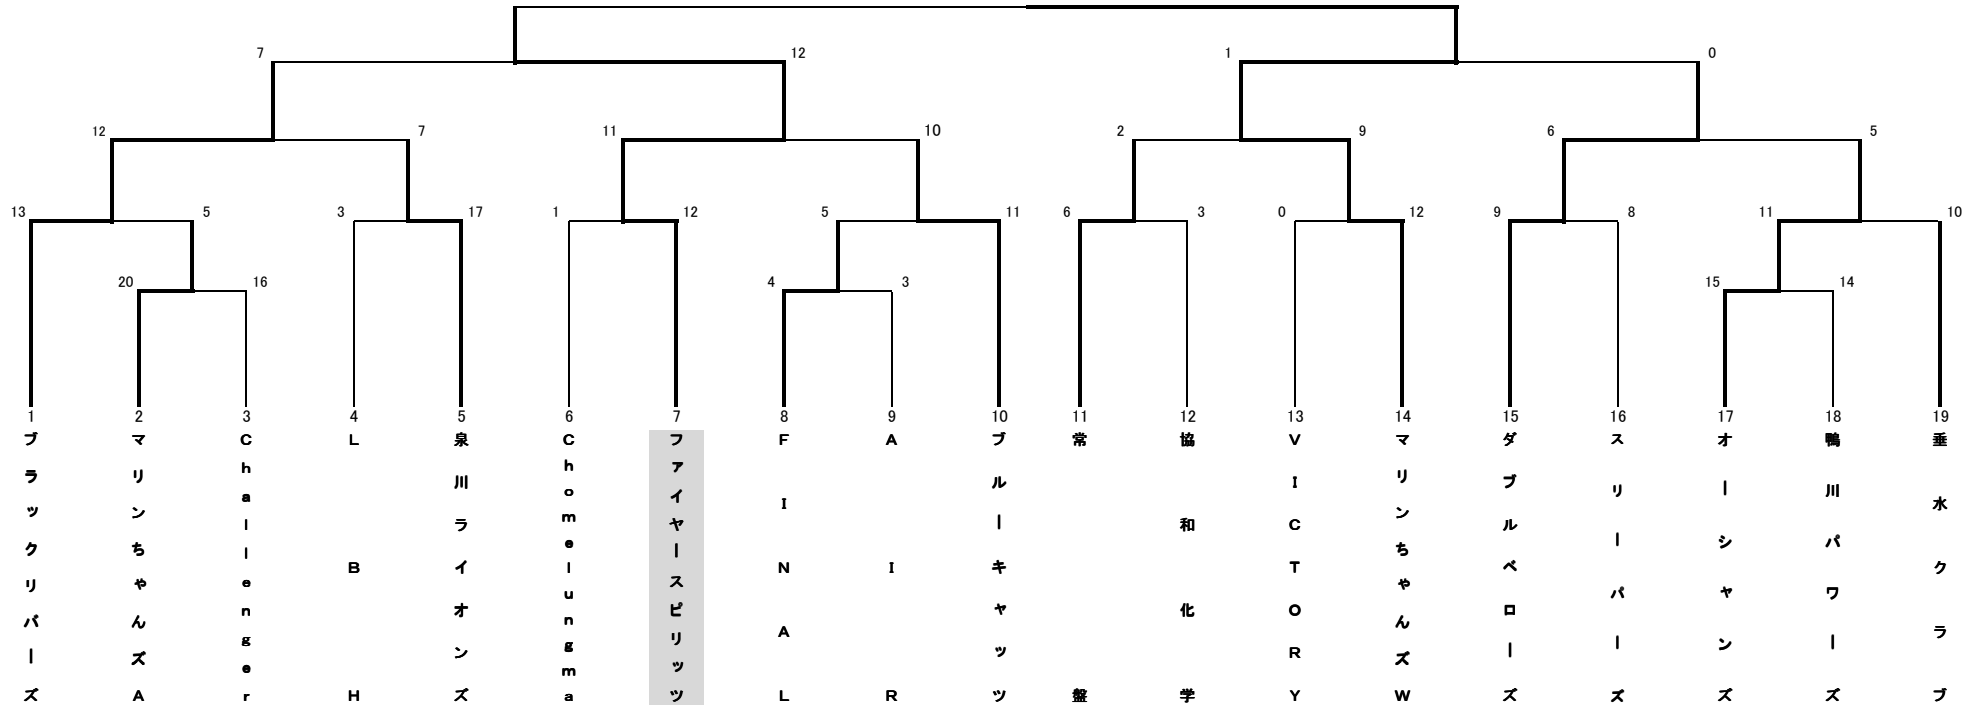 7 12 1 0
12 7 11 10 2 9 6 5
13 5 3 17 1 12 5 11 6 3 0 12 9 8 11 10
20 16 4 3 15 14
1 2 3 4 5 6 7 8 9 10 11 12 13 14 15 16 17 18 19
ブラックリバーズ
マリンちゃんズA
Challenger
LBH
泉川ライオンズ
Chomelungma
ファイヤースピリッツ
FINAL
AIR
ブルーキャッツ
常盤
協和化学
VICTORY
マリンちゃんズW
ダブルベローズ
スリーパーズ
オーシャンズ
鴨川パワーズ
垂水クラブ